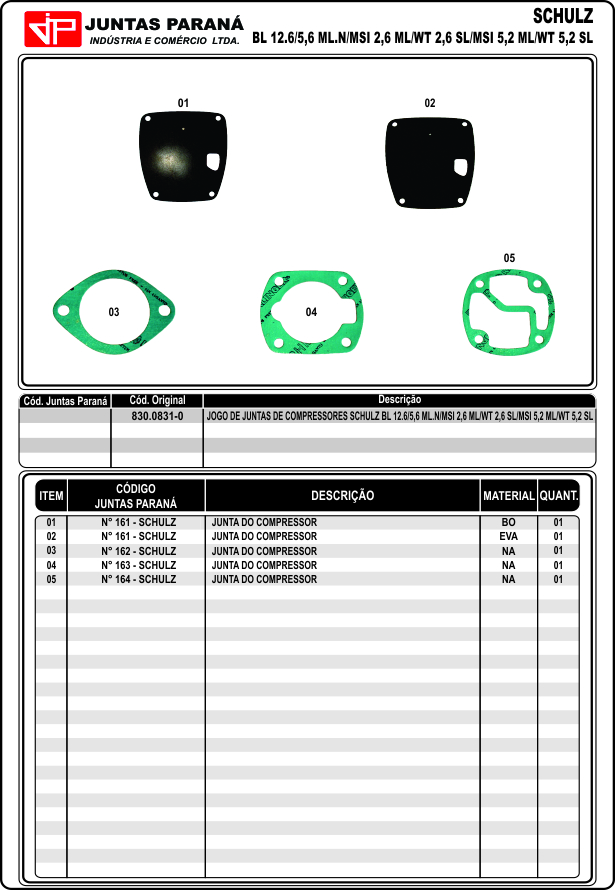 JP JUNTAS PARANÁ
INDÚSTRIA E COMÉRCIO LTDA.
SCHULZ
BL 12.6/5,6 ML.N/MSI 2,6 ML/WT 2,6 SL/MSI 5,2 ML/WT 5,2 SL
01
02
03
04
05
Cód. Juntas Paraná Cód. Original Descrição
830.0831-0 JOGO DE JUNTAS DE COMPRESSORES SCHULZ BL 12.6/5,6 ML.N/MSI 2,6 ML/WT 2,6 SL/MSI 5,2 ML/WT 5,2 SL
ITEM CÓDIGO JUNTAS PARANÁ DESCRIÇÃO MATERIAL QUANT.
01 N° 161 - SCHULZ JUNTA DO COMPRESSOR BO 01
02 N° 161 - SCHULZ JUNTA DO COMPRESSOR EVA 01
03 N° 162 - SCHULZ JUNTA DO COMPRESSOR NA 01
04 N° 163 - SCHULZ JUNTA DO COMPRESSOR NA 01
05 N° 164 - SCHULZ JUNTA DO COMPRESSOR NA 01